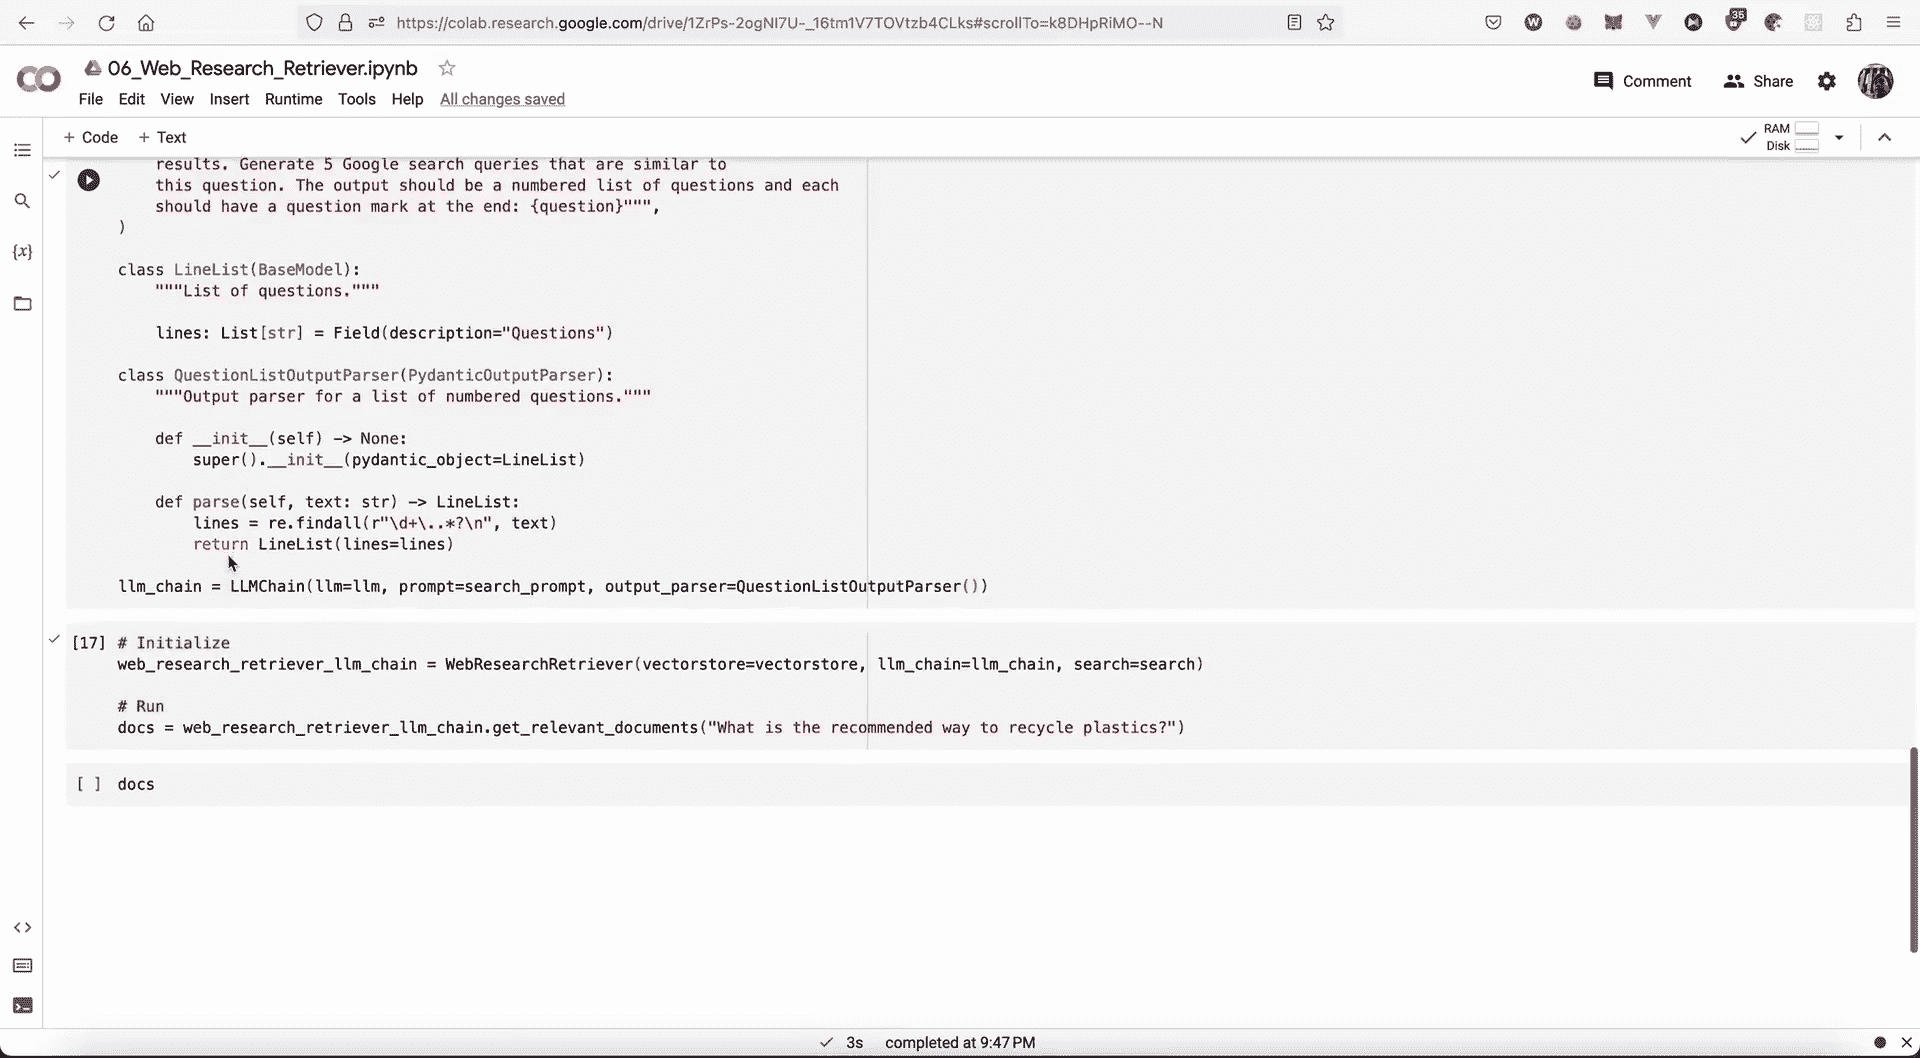 https://colab.research.google.com/drive/1ZrPs-2ogNI7U-_16tm1V7TOVtzb4CLks#scrollTo=k8DHpRiMO--N
35
06_Web_Research_Retriever.ipynb
File Edit View Insert Runtime Tools Help All changes saved
Comment Share
+ Code + Text
RAM
Disk
results. Generate 5 Google search queries that are similar to
this question. The output should be a numbered list of questions and each
should have a question mark at the end: {question}""",
)
class LineList(BaseModel):
"""List of questions."""
lines: List[str] = Field(description="Questions")
class QuestionListOutputParser(PydanticOutputParser):
"""Output parser for a list of numbered questions."""
def __init__(self) -> None:
super().__init__(pydantic_object=LineList)
def parse(self, text: str) -> LineList:
lines = re.findall(r"\d+\..*?\n", text)
return LineList(lines=lines)
llm_chain = LLMChain(llm=llm, prompt=search_prompt, output_parser=QuestionListOutputParser())
[17] # Initialize
web_research_retriever_llm_chain = WebResearchRetriever(vectorstore=vectorstore, llm_chain=llm_chain, search=search)
# Run
docs = web_research_retriever_llm_chain.get_relevant_documents("What is the recommended way to recycle plastics?")
[ ] docs
3s completed at 9:47 PM